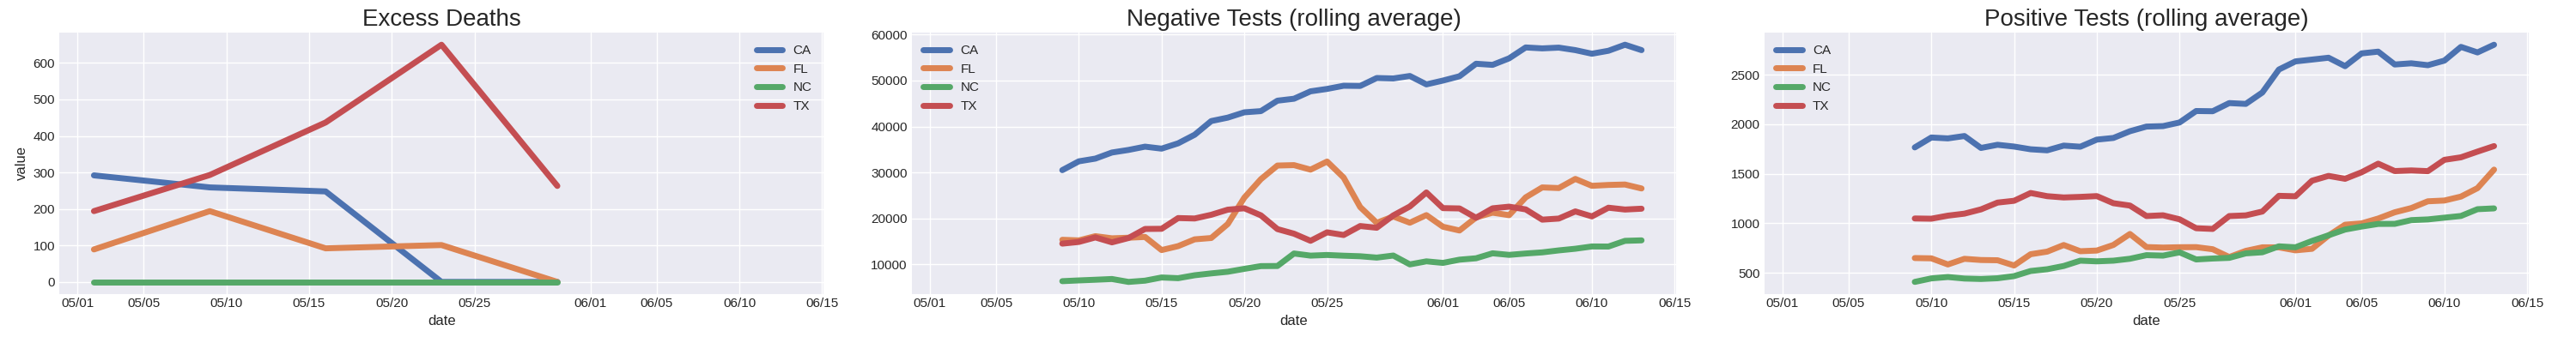 Excess Deaths
value
600
500
400
300
200
100
0
CA
FL
NC
TX
05/01 05/05 05/10 05/15 05/20 05/25 06/01 06/05 06/10 06/15
date
Negative Tests (rolling average)
60000
50000
40000
30000
20000
10000
CA
FL
NC
TX
05/01 05/05 05/10 05/15 05/20 05/25 06/01 06/05 06/10 06/15
date
Positive Tests (rolling average)
2500
2000
1500
1000
500
CA
FL
NC
TX
05/01 05/05 05/10 05/15 05/20 05/25 06/01 06/05 06/10 06/15
date